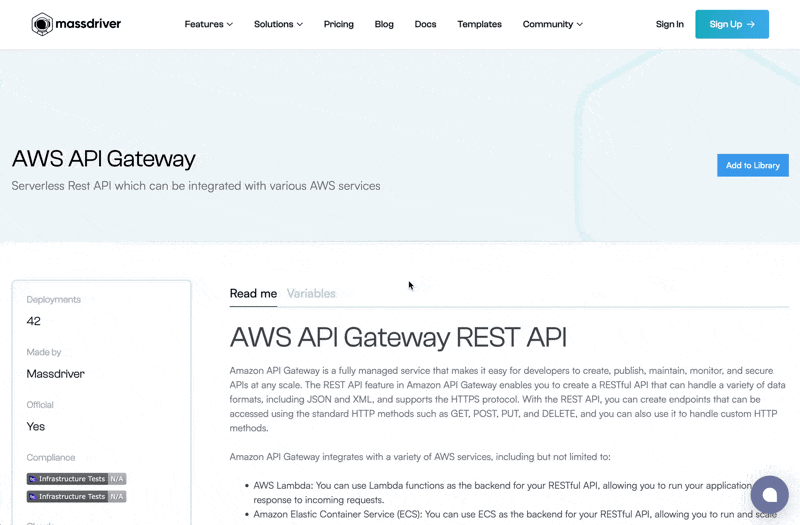 massdriver
Features
Solutions
Pricing
Blog
Docs
Templates
Community
Sign In
Sign Up →
AWS API Gateway
Serverless Rest API which can be integrated with various AWS services
Add to Library
Deployments
42
Made by
Massdriver
Official
Yes
Compliance
Infrastructure Tests N/A
Infrastructure Tests N/A
Read me
Variables
AWS API Gateway REST API
Amazon API Gateway is a fully managed service that makes it easy for developers to create, publish, maintain, monitor, and secure
APIs at any scale. The REST API feature in Amazon API Gateway enables you to create a RESTful API that can handle a variety of data
formats, including JSON and XML, and supports the HTTPS protocol. With the REST API, you can create endpoints that can be
accessed using the standard HTTP methods such as GET, POST, PUT, and DELETE, and you can also use it to handle custom HTTP
methods.
Amazon API Gateway integrates with a variety of AWS services, including but not limited to:
• AWS Lambda: You can use Lambda functions as the backend for your RESTful API, allowing you to run your application
response to incoming requests.
• Amazon Elastic Container Service (ECS): You can use ECS as the backend for your RESTful API, allowing you to run and scale